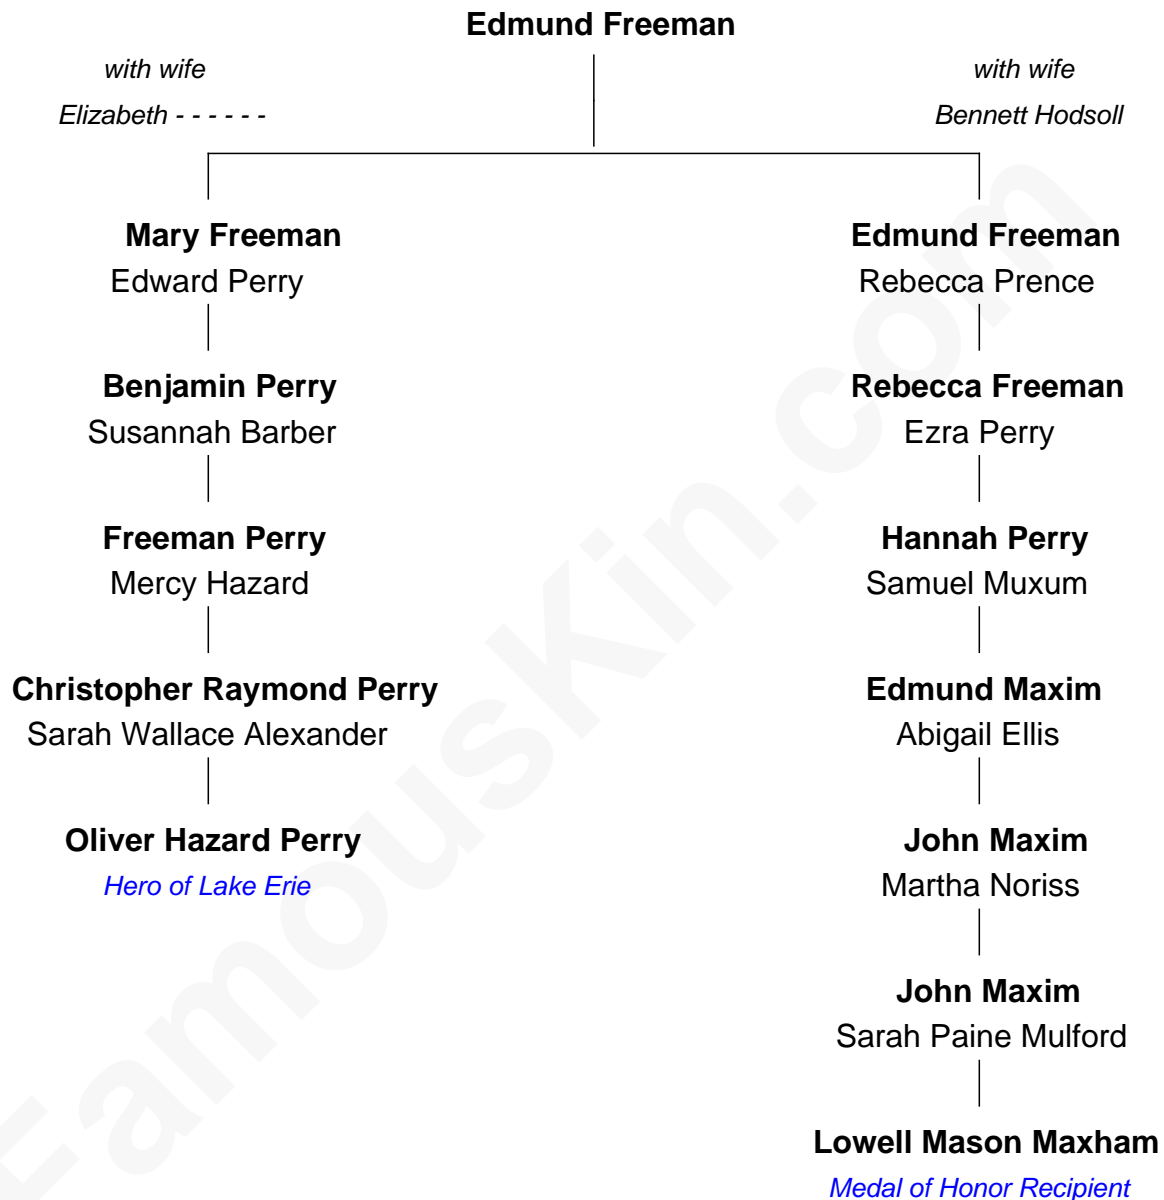 Edmund Freeman
with wife
Elizabeth - - - - - -
with wife
Bennett Hodsoll
Mary Freeman
Edward Perry
Edmund Freeman
Rebecca Prence
Benjamin Perry
Susannah Barber
Rebecca Freeman
Ezra Perry
Freeman Perry
Mercy Hazard
Hannah Perry
Samuel Muxum
Christopher Raymond Perry
Sarah Wallace Alexander
Edmund Maxim
Abigail Ellis
Oliver Hazard Perry
Hero of Lake Erie
John Maxim
Martha Noriss
John Maxim
Sarah Paine Mulford
Lowell Mason Maxham
Medal of Honor Recipient
FamousKin.com